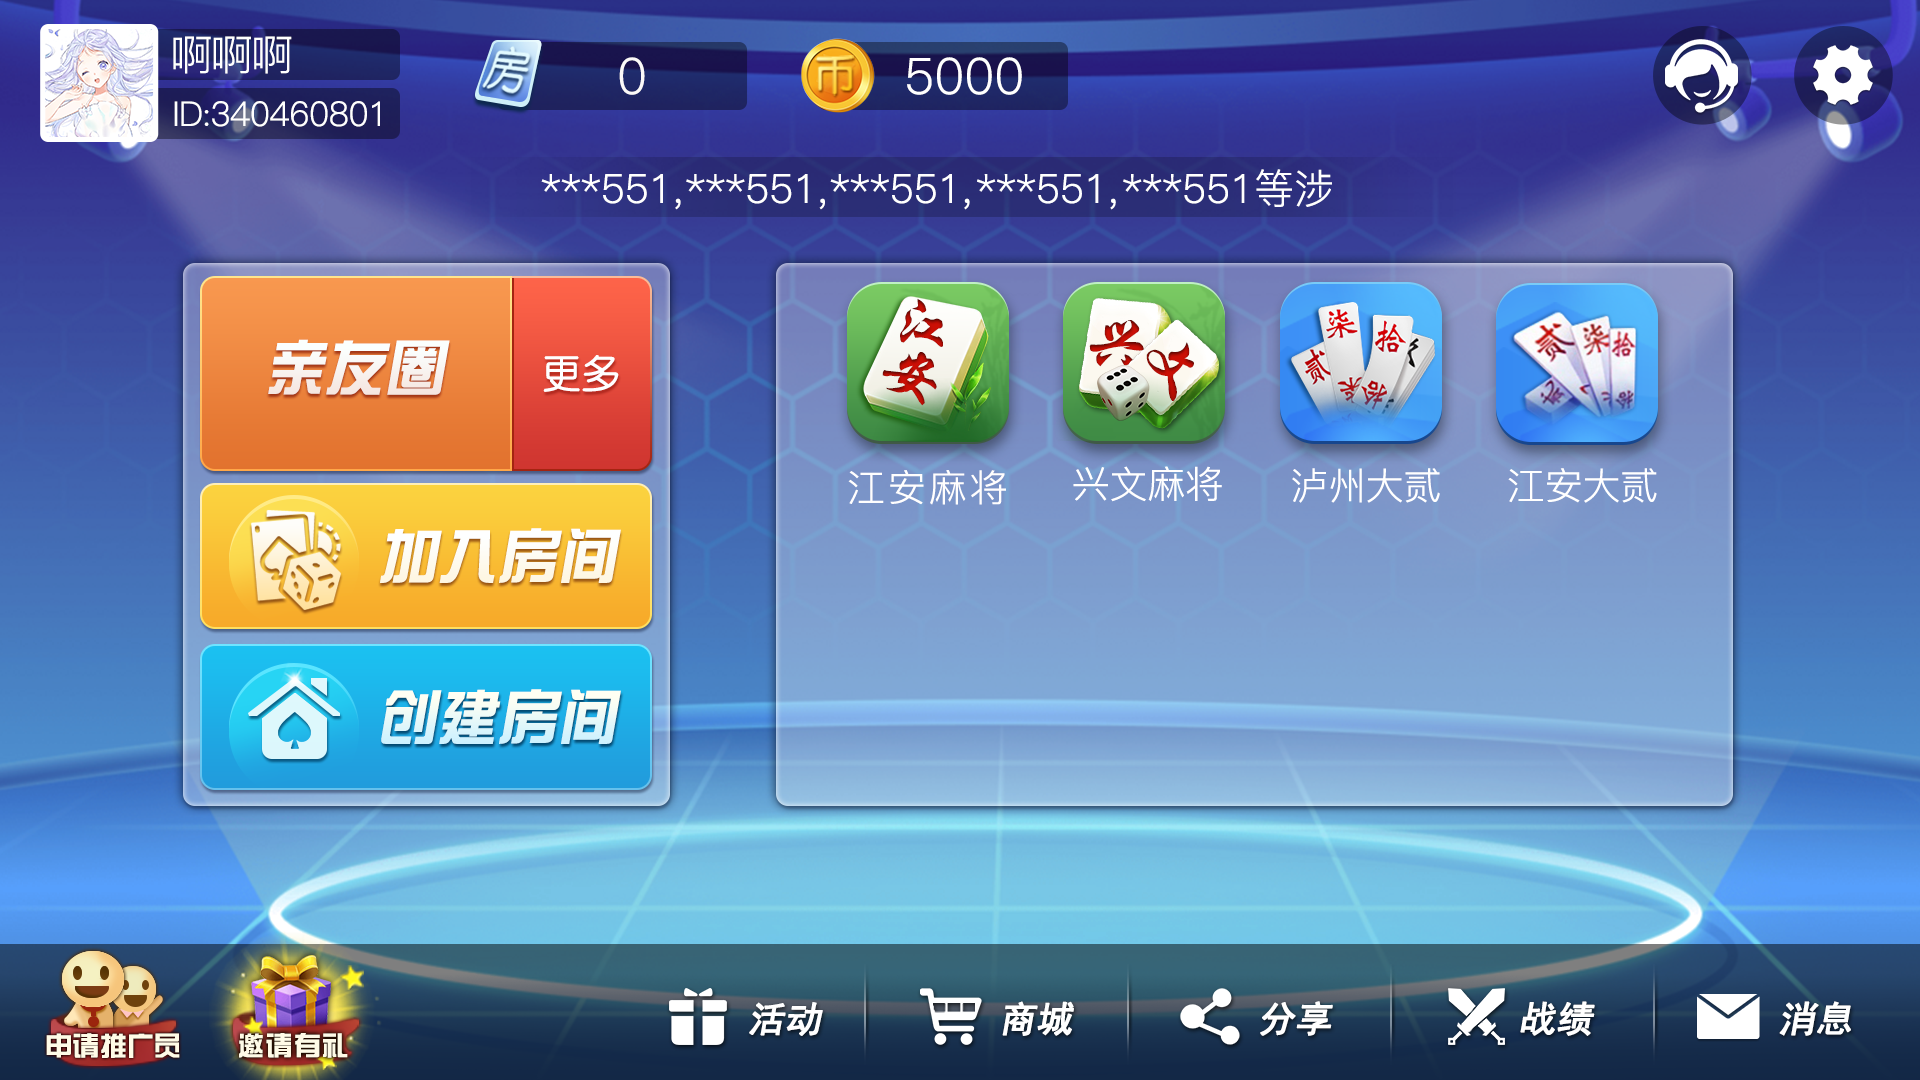 啊啊啊
ID:340460801
房
0
币
5000
***551,***551,***551,***551,***551等涉
亲友圈
更多
加入房间
创建房间
江安
兴文
贰柒拾
贰柒拾
江安麻将
兴文麻将
泸州大贰
江安大贰
申请推广员
邀请有礼
活动
商城
分享
战绩
消息